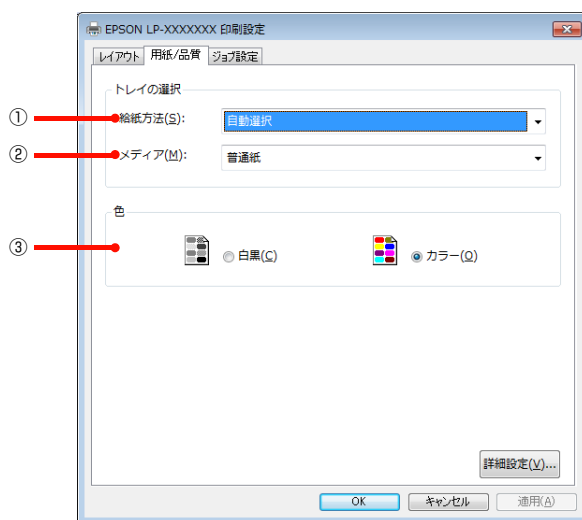 EPSON LP-XXXXXXX 印刷設定
レイアウト 用紙/品質 ジョブ設定
トレイの選択
① 給紙方法(S): 自動選択
② メディア(M): 普通紙
色
③ 白黒(C) カラー(O)
詳細設定(V)...
OK キャンセル 適用(A)